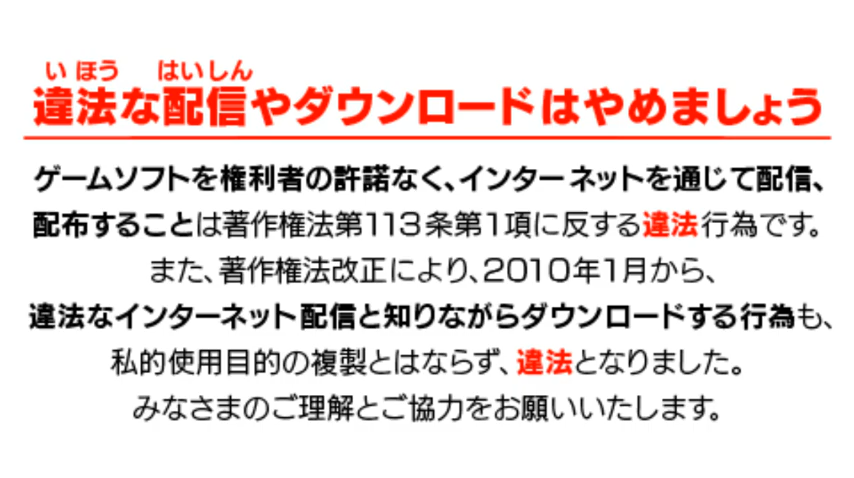 いほう はいしん
違法な配信やダウンロードはやめましょう
ゲームソフトを権利者の許諾なく、インターネットを通じて配信、
配布することは著作権法第113条第1項に反する違法行為です。
また、著作権法改正により、2010年1月から、
違法なインターネット配信と知りながらダウンロードする行為も、
私的使用目的の複製とはならず、違法となりました。
みなさまのご理解とご協力をお願いいたします。